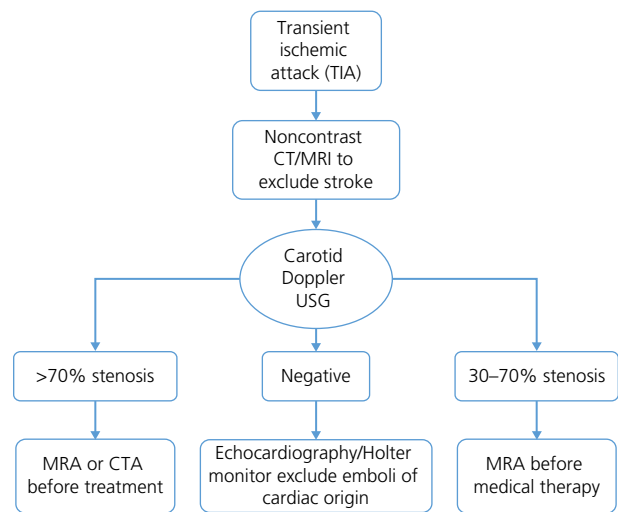 Transient
ischemic
attack (TIA)
Noncontrast
CT/MRI to
exclude stroke
Carotid
Doppler
USG
>70% stenosis
Negative
30–70% stenosis
MRA or CTA
before treatment
Echocardiography/Holter
monitor exclude emboli of
cardiac origin
MRA before
medical therapy